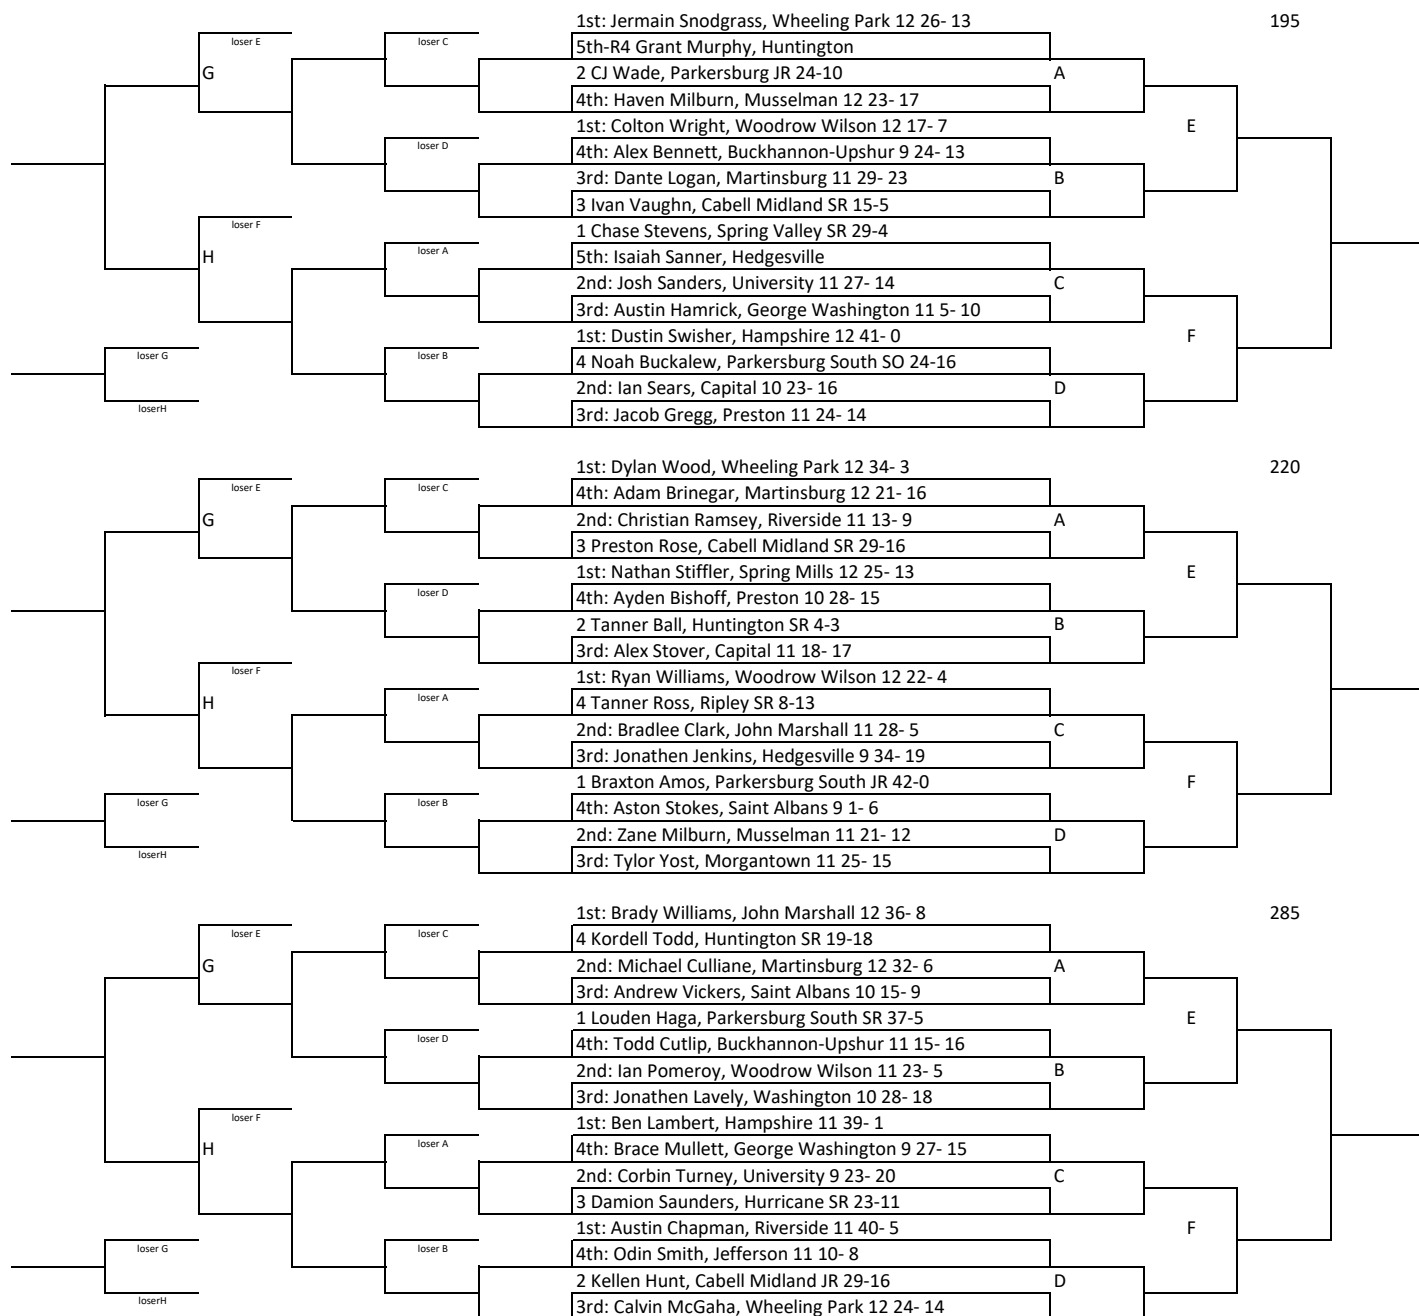 1st: Jermain Snodgrass, Wheeling Park 12 26- 13 195
loser E loser C 5th-R4 Grant Murphy, Huntington
G 2 CJ Wade, Parkersburg JR 24-10 A
4th: Haven Milburn, Musselman 12 23- 17
1st: Colton Wright, Woodrow Wilson 12 17- 7 E
loser D 4th: Alex Bennett, Buckhannon-Upshur 9 24- 13
3rd: Dante Logan, Martinsburg 11 29- 23 B
3 Ivan Vaughn, Cabell Midland SR 15-5
loser F 1 Chase Stevens, Spring Valley SR 29-4
H loser A 5th: Isaiah Sanner, Hedgesville
2nd: Josh Sanders, University 11 27- 14 C
3rd: Austin Hamrick, George Washington 11 5- 10
1st: Dustin Swisher, Hampshire 12 41- 0 F
loser G loser B 4 Noah Buckalew, Parkersburg South SO 24-16
2nd: Ian Sears, Capital 10 23- 16 D
loserH 3rd: Jacob Gregg, Preston 11 24- 14
1st: Dylan Wood, Wheeling Park 12 34- 3 220
loser E loser C 4th: Adam Brinegar, Martinsburg 12 21- 16
G 2nd: Christian Ramsey, Riverside 11 13- 9 A
3 Preston Rose, Cabell Midland SR 29-16
1st: Nathan Stiffler, Spring Mills 12 25- 13 E
loser D 4th: Ayden Bishoff, Preston 10 28- 15
2 Tanner Ball, Huntington SR 4-3 B
3rd: Alex Stover, Capital 11 18- 17
loser F 1st: Ryan Williams, Woodrow Wilson 12 22- 4
H loser A 4 Tanner Ross, Ripley SR 8-13
2nd: Bradlee Clark, John Marshall 11 28- 5 C
3rd: Jonathen Jenkins, Hedgesville 9 34- 19
1 Braxton Amos, Parkersburg South JR 42-0 F
loser G loser B 4th: Aston Stokes, Saint Albans 9 1- 6
2nd: Zane Milburn, Musselman 11 21- 12 D
loserH 3rd: Tylor Yost, Morgantown 11 25- 15
1st: Brady Williams, John Marshall 12 36- 8 285
loser E loser C 4 Kordell Todd, Huntington SR 19-18
G 2nd: Michael Culliane, Martinsburg 12 32- 6 A
3rd: Andrew Vickers, Saint Albans 10 15- 9
1 Louden Haga, Parkersburg South SR 37-5 E
loser D 4th: Todd Cutlip, Buckhannon-Upshur 11 15- 16
2nd: Ian Pomeroy, Woodrow Wilson 11 23- 5 B
3rd: Jonathen Lavely, Washington 10 28- 18
loser F 1st: Ben Lambert, Hampshire 11 39- 1
H loser A 4th: Brace Mullett, George Washington 9 27- 15
2nd: Corbin Turney, University 9 23- 20 C
3 Damion Saunders, Hurricane SR 23-11
1st: Austin Chapman, Riverside 11 40- 5 F
loser G loser B 4th: Odin Smith, Jefferson 11 10- 8
2 Kellen Hunt, Cabell Midland JR 29-16 D
loserH 3rd: Calvin McGaha, Wheeling Park 12 24- 14